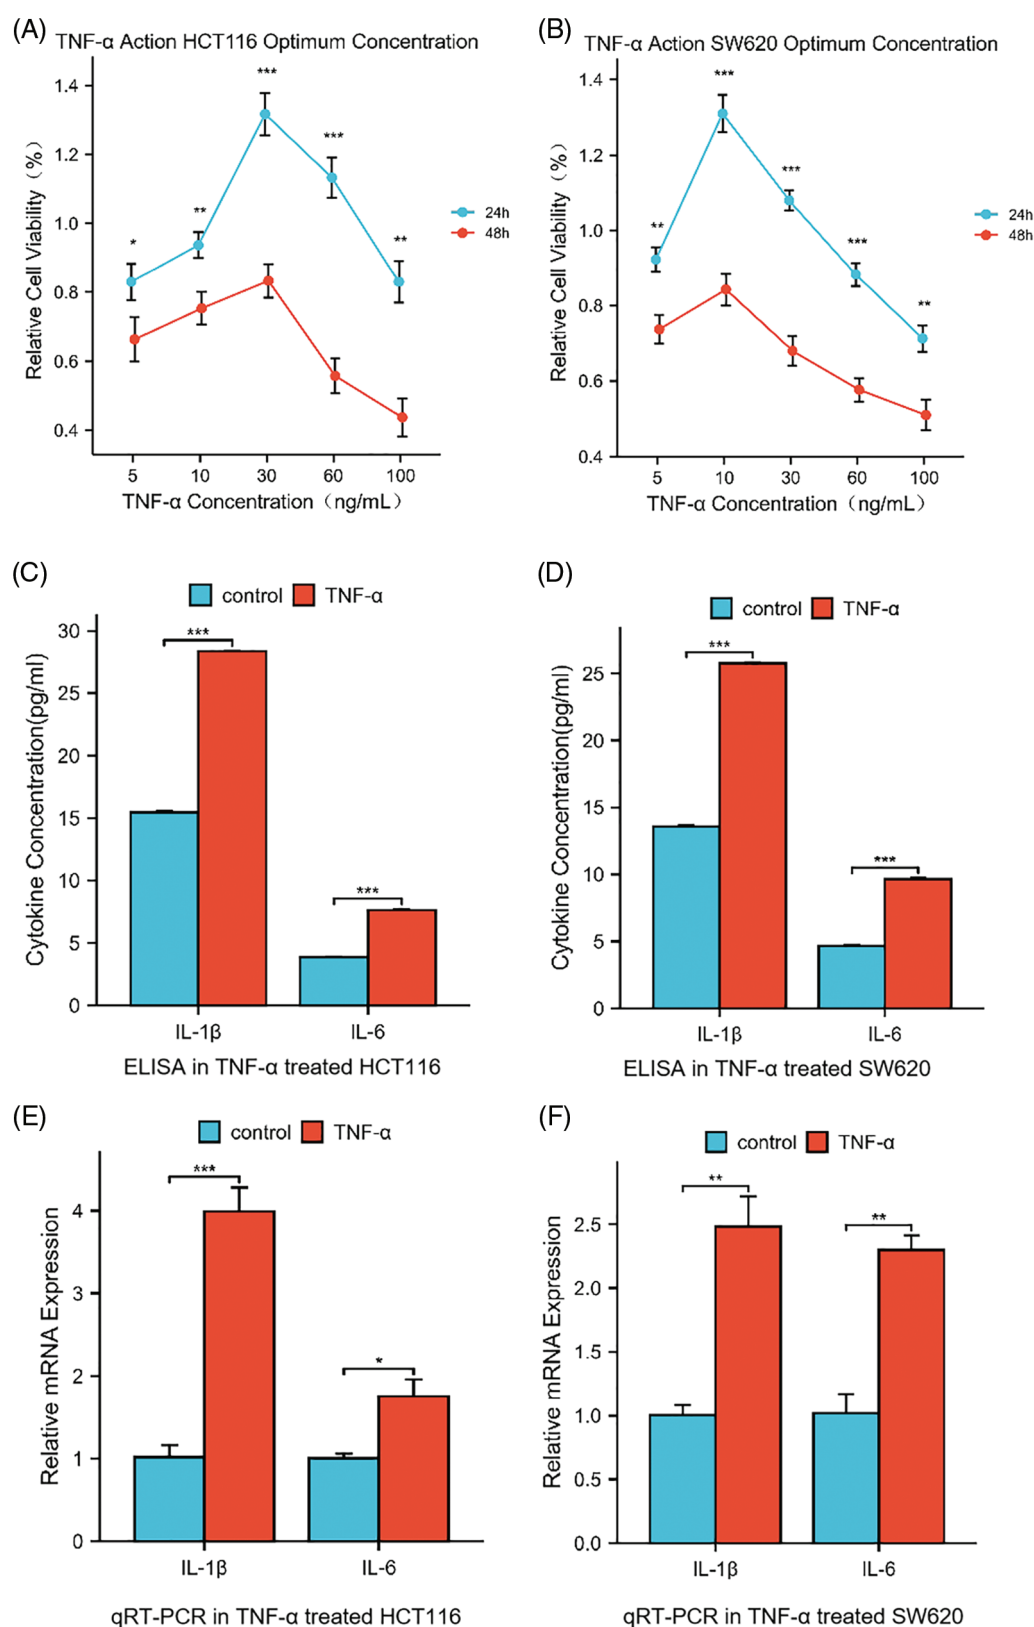 (A)
TNF-α Action HCT116 Optimum Concentration
Relative Cell Viability（%）
1.4
1.2
1.0
0.8
0.6
0.4
*
**
***
***
**
24h
48h
5 10 30 60 100
TNF-α Concentration（ng/mL）
(B)
TNF-α Action SW620 Optimum Concentration
Relative Cell Viability（%）
1.4
1.2
1.0
0.8
0.6
0.4
**
***
***
***
**
24h
48h
5 10 30 60 100
TNF-α Concentration（ng/mL）
(C)
control TNF-α
Cytokine Concentration(pg/ml)
30
25
20
15
10
5
0
***
***
IL-1β IL-6
ELISA in TNF-α treated HCT116
(D)
control TNF-α
Cytokine Concentration(pg/ml)
25
20
15
10
5
0
***
***
IL-1β IL-6
ELISA in TNF-α treated SW620
(E)
control TNF-α
Relative mRNA Expression
4
3
2
1
0
***
*
IL-1β IL-6
qRT-PCR in TNF-α treated HCT116
(F)
control TNF-α
Relative mRNA Expression
2.5
2.0
1.5
1.0
0.5
0.0
**
**
IL-1β IL-6
qRT-PCR in TNF-α treated SW620